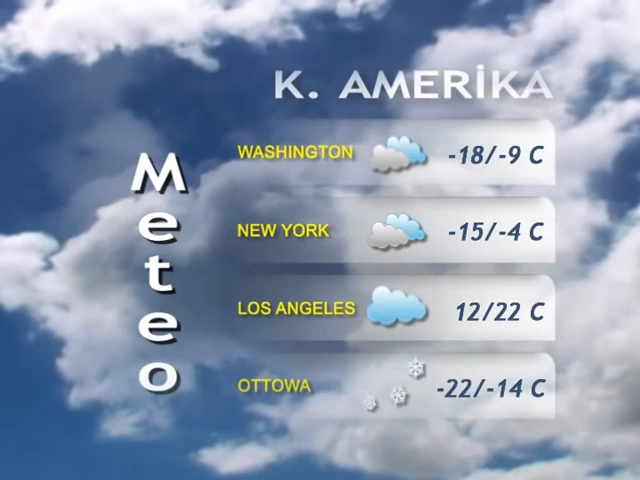 K. AMERİKA
Meteo
WASHINGTON -18/-9 C
NEW YORK -15/-4 C
LOS ANGELES 12/22 C
OTTOWA -22/-14 C